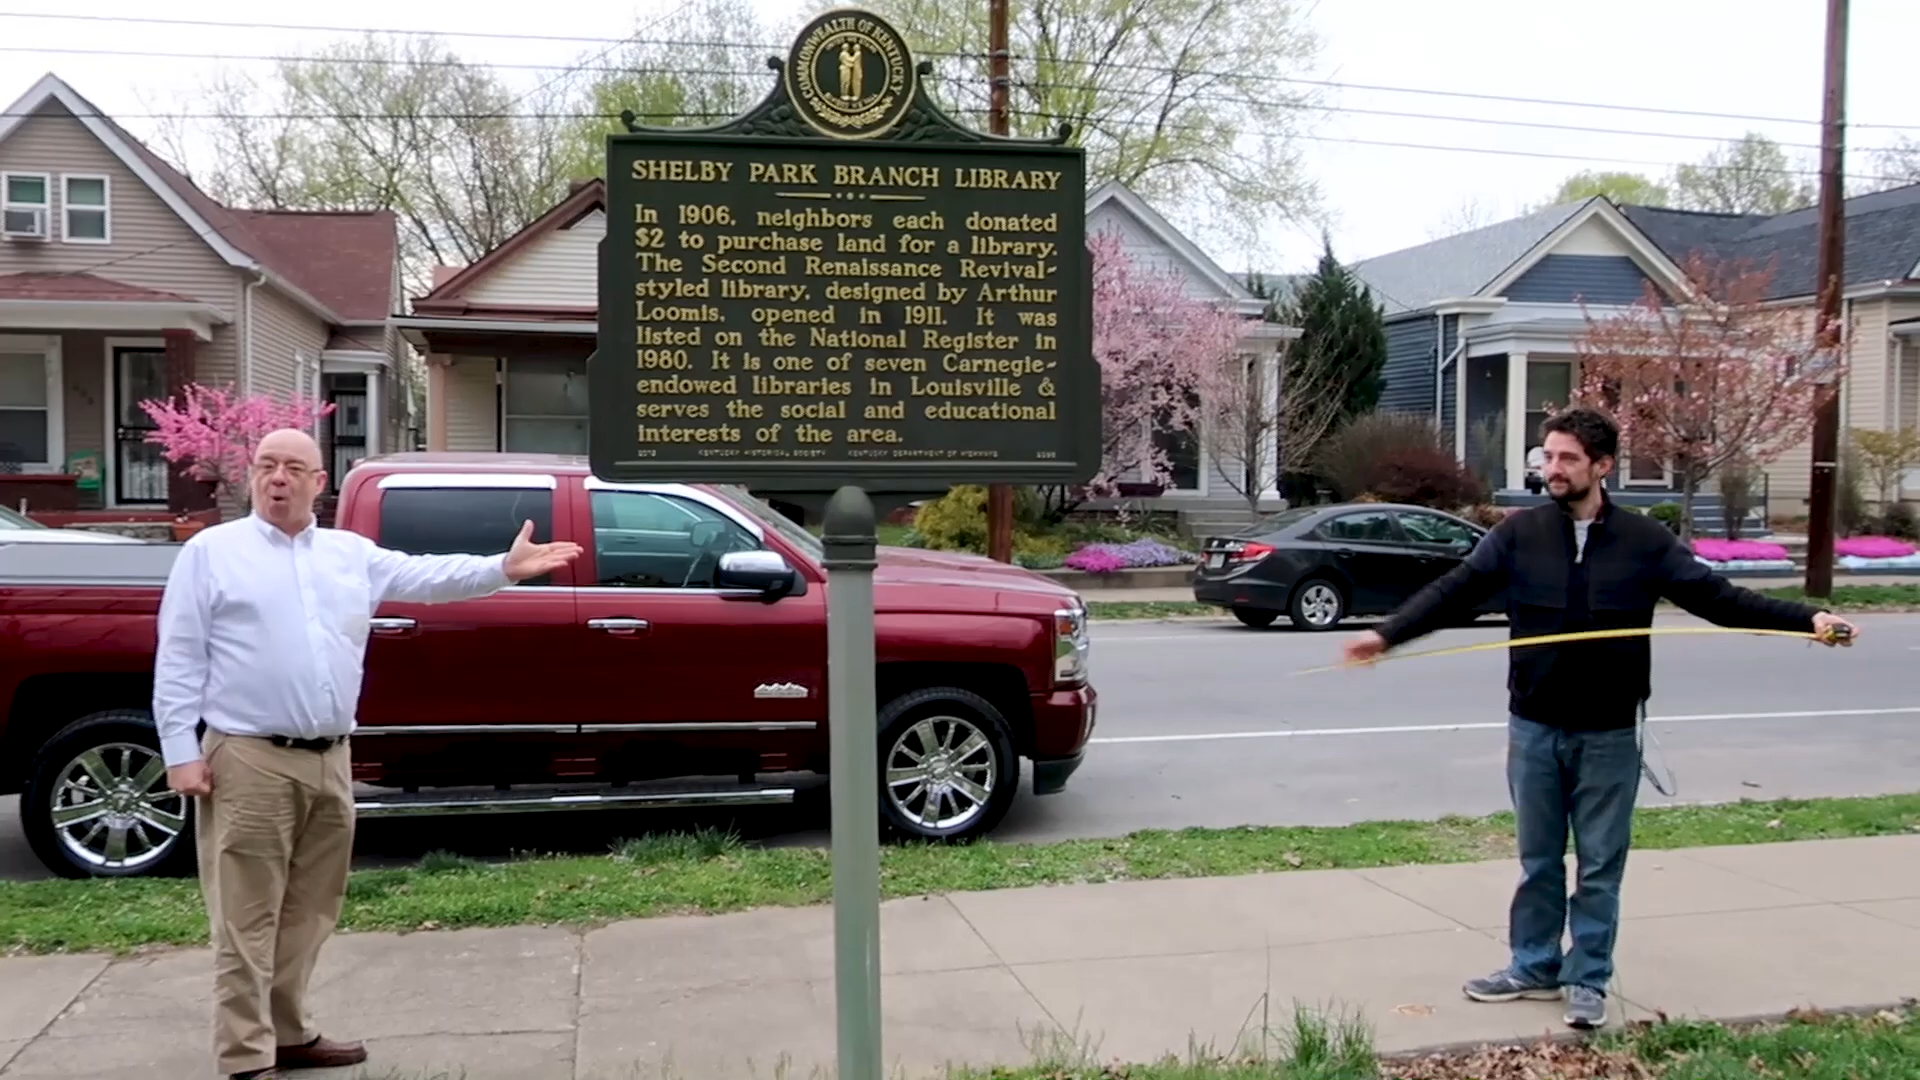 COMMONWEALTH OF KENTUCKY
SHELBY PARK BRANCH LIBRARY
In 1906, neighbors each donated
$2 to purchase land for a library.
The Second Renaissance Revival-
styled library, designed by Arthur
Loomis, opened in 1911. It was
listed on the National Register in
1980. It is one of seven Carnegie-
endowed libraries in Louisville &
serves the social and educational
interests of the area.
KENTUCKY HISTORICAL SOCIETY KENTUCKY DEPARTMENT OF HIGHWAYS